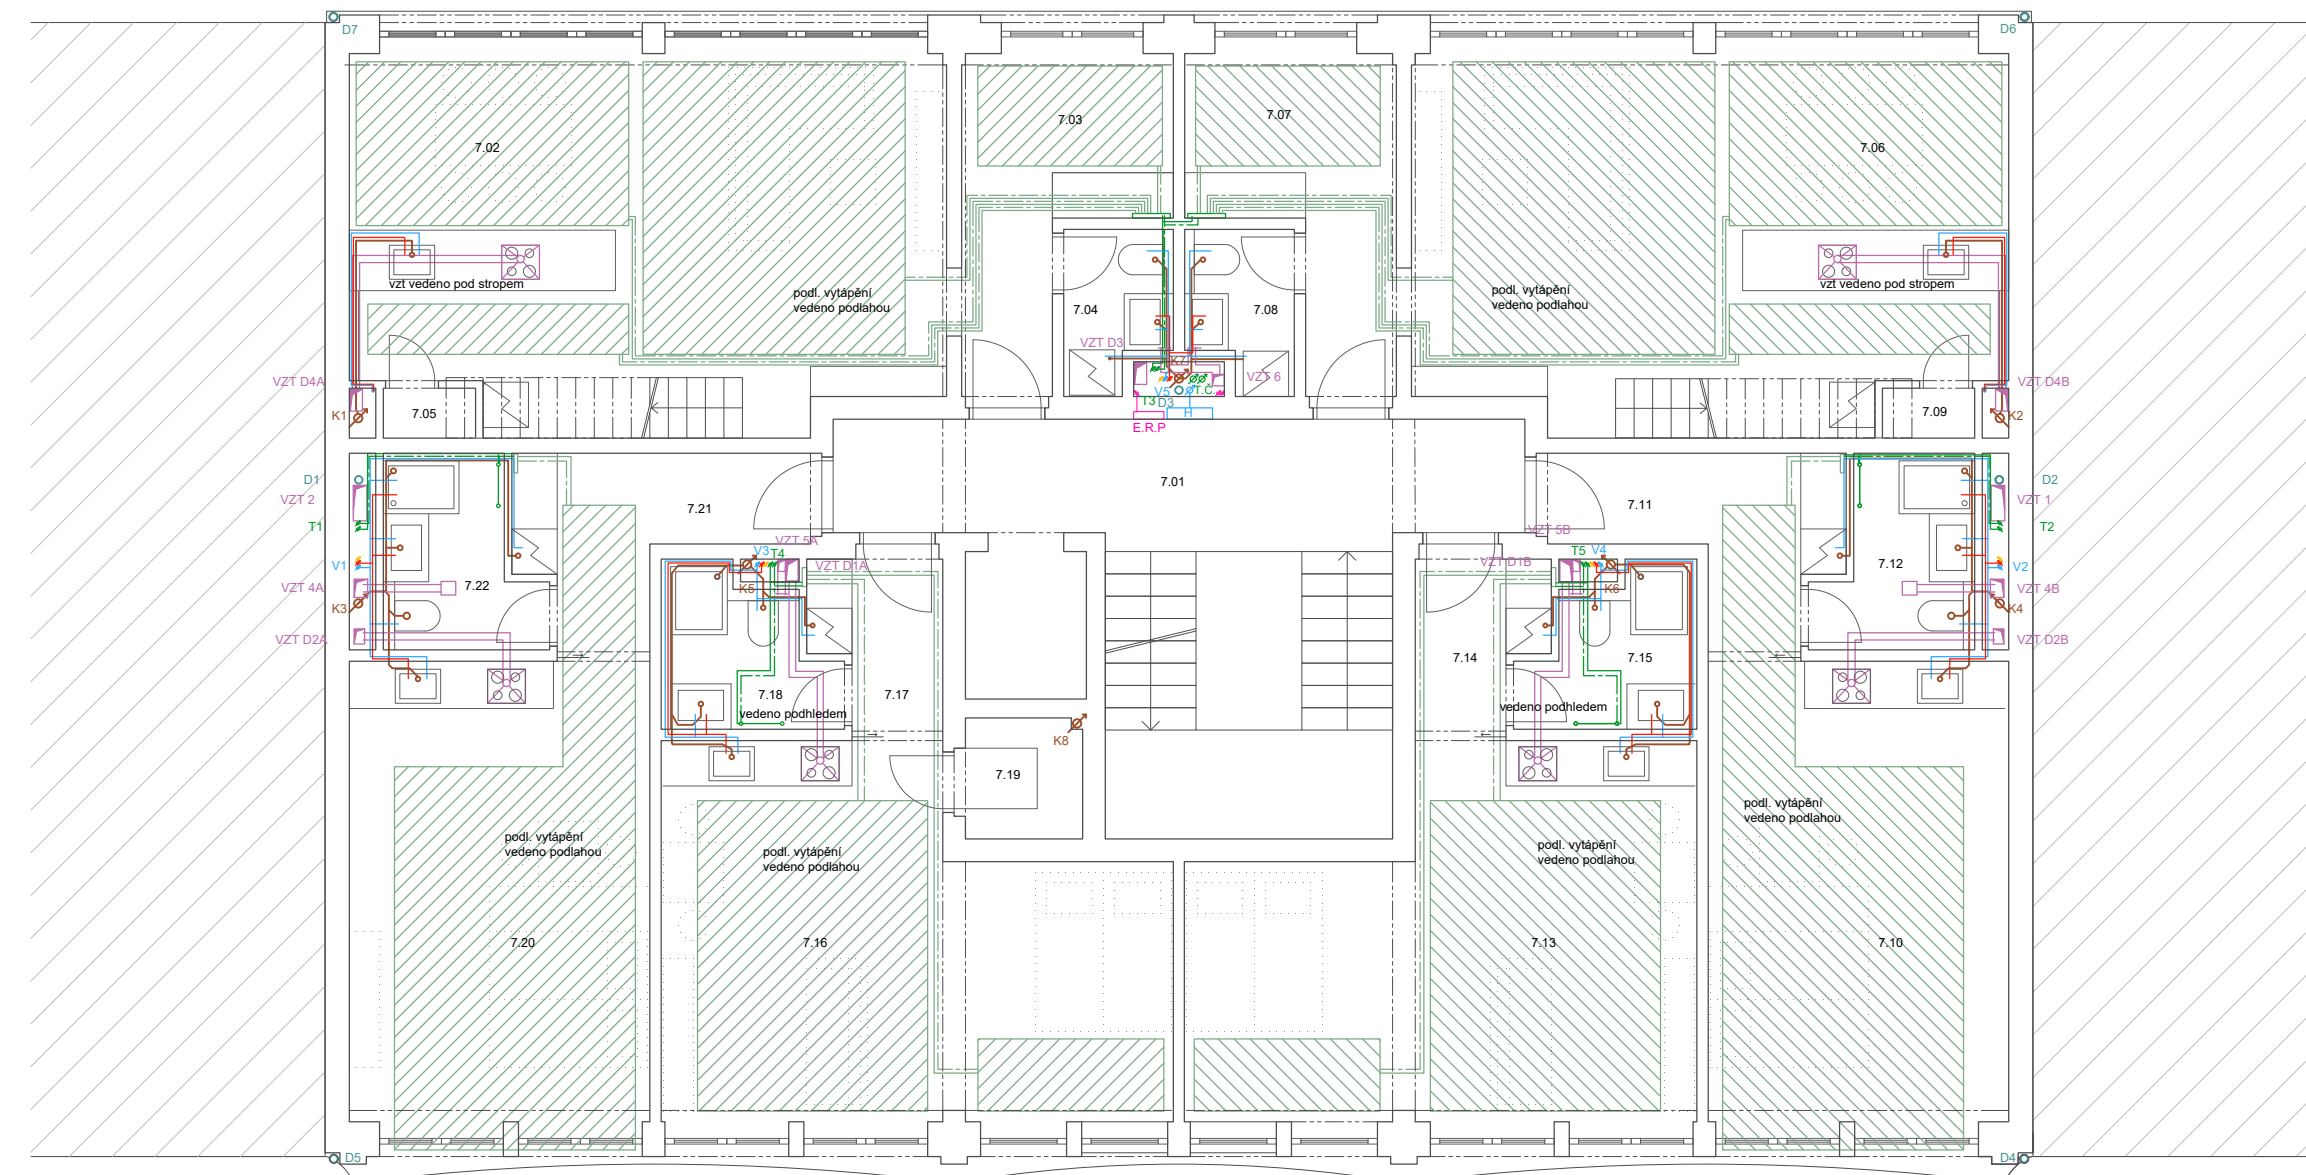 D7
D6
7.02
7.03
7.07
7.06
vzt vedeno pod stropem
podl. vytápění
vedeno podlahou
7.04
7.08
podl. vytápění
vedeno podlahou
vzt vedeno pod stropem
VZT D3
K7
VZT 6
VZT D4A
K1
7.05
V5
T.Č.
T3
D3
H
E.R.P
VZT D4B
K2
7.09
D1
VZT 2
T1
V1
VZT 4A
K3
VZT D2A
7.22
7.21
7.01
7.11
7.12
D2
VZT 1
T2
V2
VZT 4B
K4
VZT D2B
V3
T4
VZT 5A
VZT D1A
K5
VZT 5B
VZT D1B
T5
V4
K6
7.18
vedeno podhledem
7.17
7.14
7.15
vedeno podhledem
K8
7.19
podl. vytápění
vedeno podlahou
podl. vytápění
vedeno podlahou
podl. vytápění
vedeno podlahou
podl. vytápění
vedeno podlahou
7.20
7.16
7.13
7.10
D5
D4